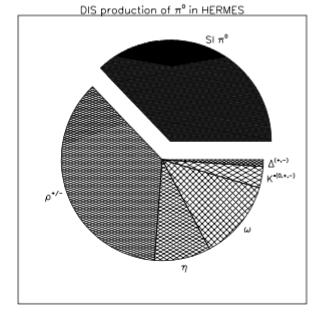 DIS production of π⁰ in HERMES
SI π⁰
Δ⁽⁺,⁻⁾
K*⁽⁰,⁺,⁻⁾
ρ⁺/⁻
ω
η